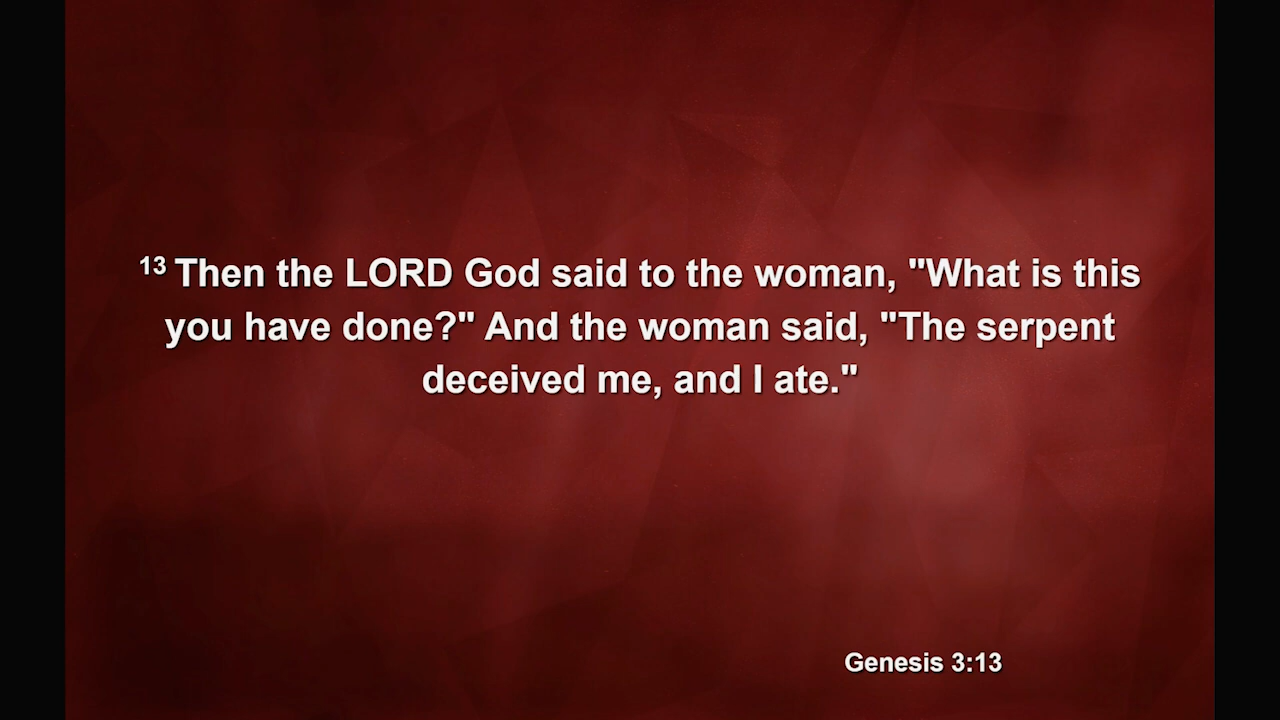 13 Then the LORD God said to the woman, "What is this
you have done?" And the woman said, "The serpent
deceived me, and I ate."
Genesis 3:13